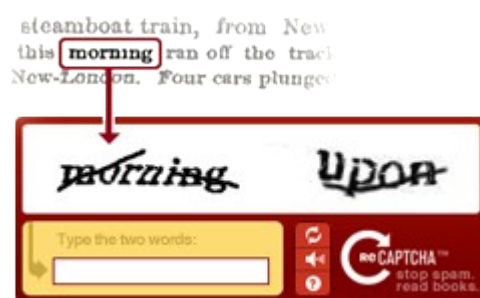 steamboat train, from New
this morning ran off the track
New-London. Four cars plunged
morning upon
Type the two words:
reCAPTCHA™
stop spam.
read books.